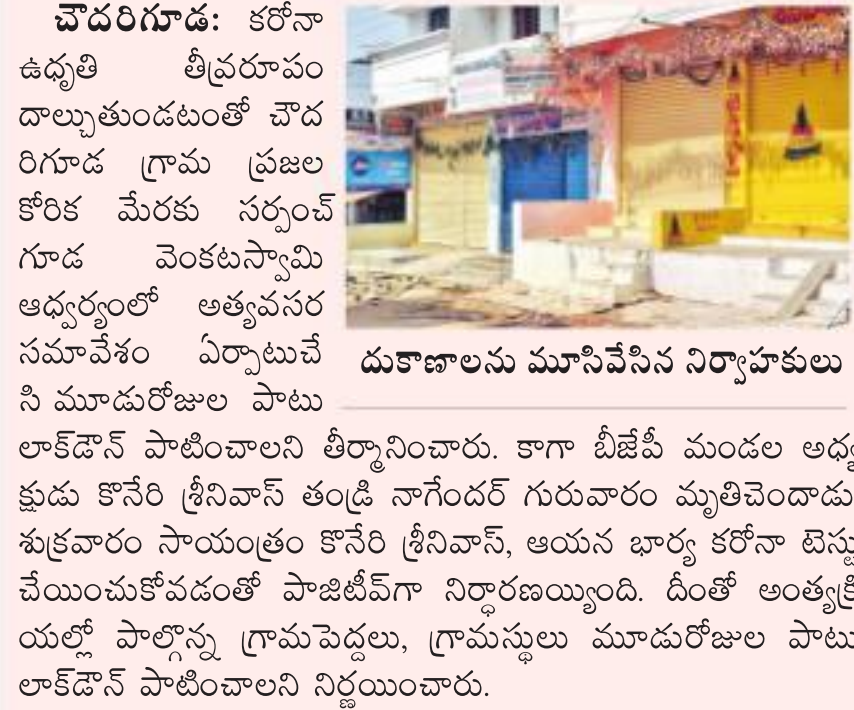 చౌదరిగూడ: కరోనా
ఉధృతి తీవ్రరూపం
దాల్చుతుండటంతో చౌద
రిగూడ గ్రామ ప్రజల
కోరిక మేరకు సర్పంచ్
గూడ వెంకటస్వామి
ఆధ్వర్యంలో అత్యవసర
సమావేశం ఏర్పాటుచే
సి మూడురోజుల పాటు
దుకాణాలను మూసివేసిన నిర్వాహకులు
లాక్‌డౌన్ పాటించాలని తీర్మానించారు. కాగా బీజేపీ మండల అధ్య
క్షుడు కొనేరి శ్రీనివాస్ తండ్రి నాగేందర్ గురువారం మృతిచెందాడు
శుక్రవారం సాయంత్రం కొనేరి శ్రీనివాస్, ఆయన భార్య కరోనా టెస్టు
చేయించుకోవడంతో పాజిటీవ్‌గా నిర్ధారణయ్యింది. దీంతో అంత్యక్రి
యల్లో పాల్గొన్న గ్రామపెద్దలు, గ్రామస్థులు మూడురోజుల పాటు
లాక్‌డౌన్ పాటించాలని నిర్ణయించారు.